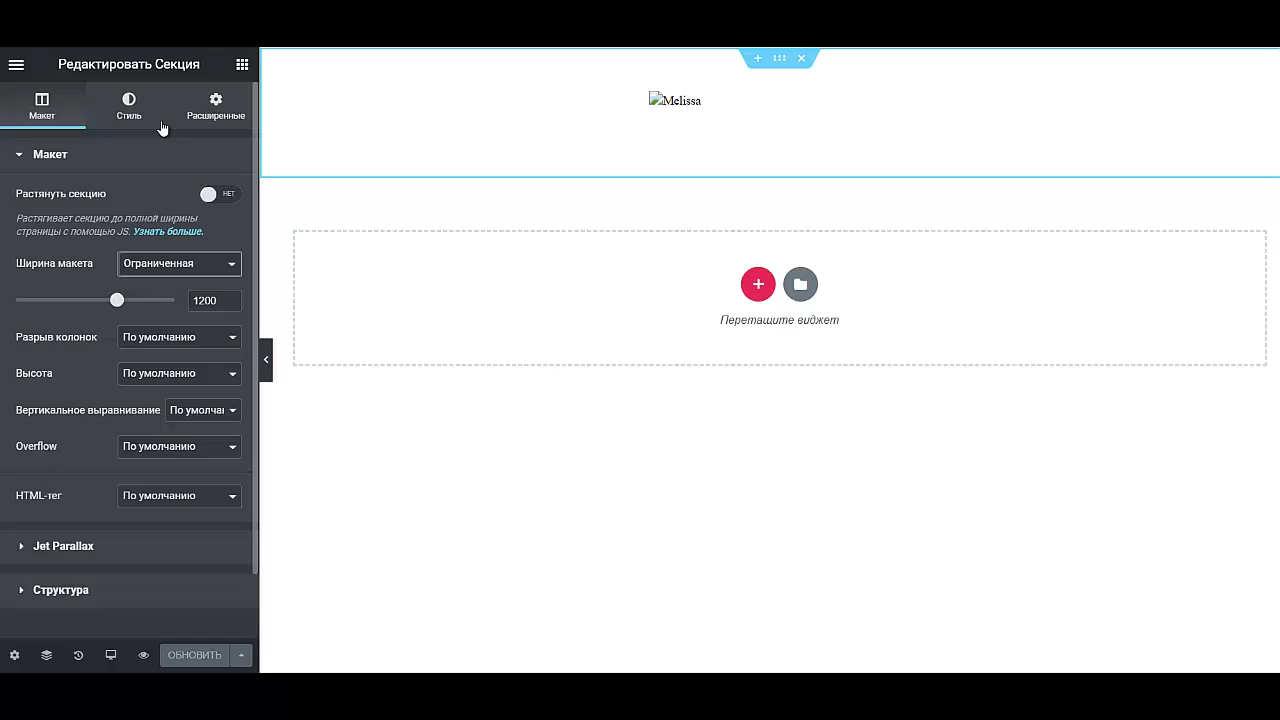 Редактировать Секция
Макет
Стиль
Расширенные
Макет
Растянуть секцию
НЕТ
Растягивает секцию до полной ширины
страницы с помощью JS. Узнать больше.
Ширина макета
Ограниченная
1200
Разрыв колонок
По умолчанию
Высота
По умолчанию
Вертикальное выравнивание
По умолчан
Overflow
По умолчанию
HTML-тег
По умолчанию
Jet Parallax
Структура
ОБНОВИТЬ
Melissa
Перетащите виджет